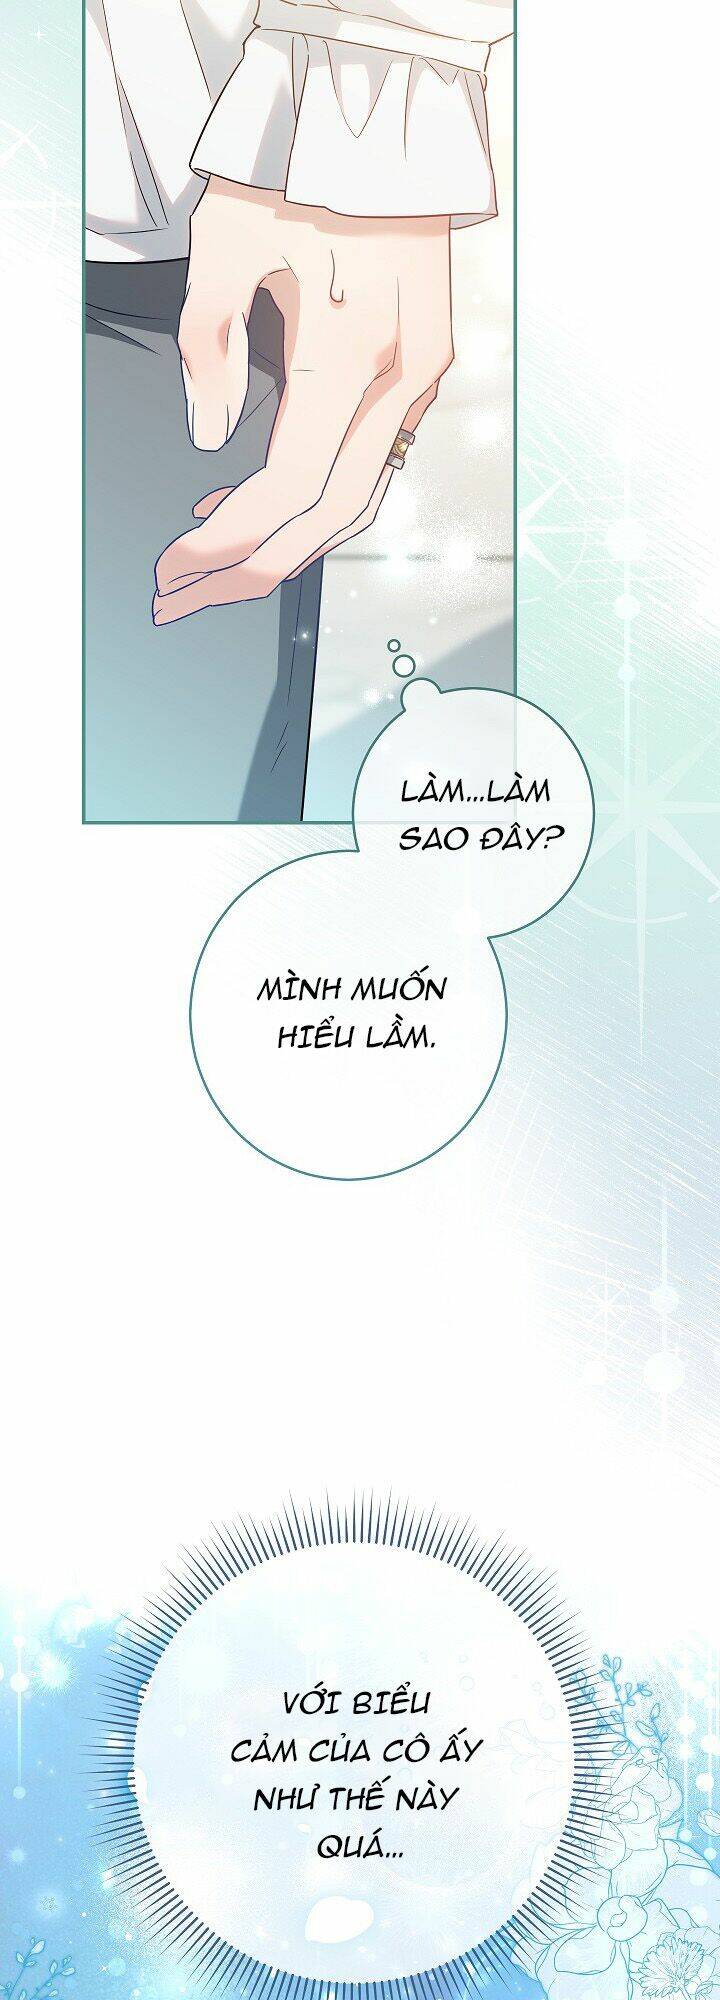 LÀM...LÀM
SAO ĐÂY?
MÌNH MUỐN
HIỂU LẦM.
VỚI BIỂU
CẢM CỦA CÔ ẤY
NHƯ THẾ NÀY
QUÁ...